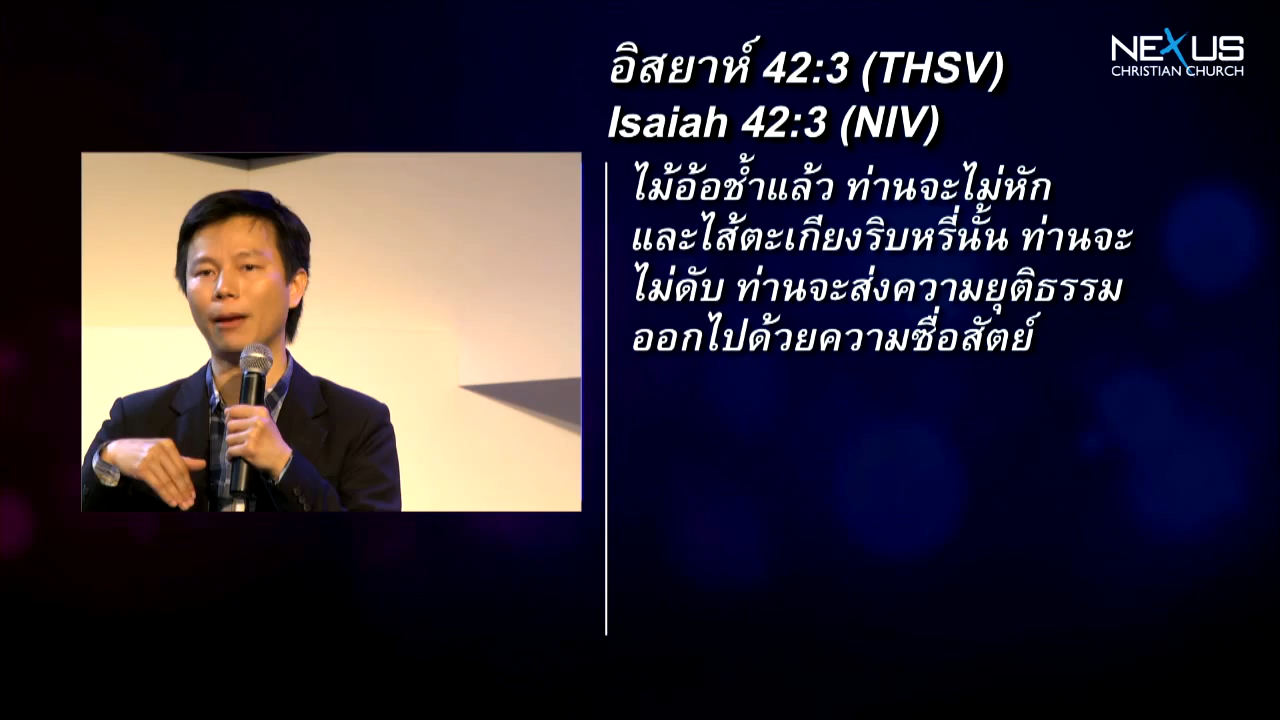 NEXUS
CHRISTIAN CHURCH
อิสยาห์ 42:3 (THSV)
Isaiah 42:3 (NIV)
ไม้อ้อช้ำแล้ว ท่านจะไม่หัก
และไส้ตะเกียงริบหรี่นั้น ท่านจะ
ไม่ดับ ท่านจะส่งความยุติธรรม
ออกไปด้วยความซื่อสัตย์